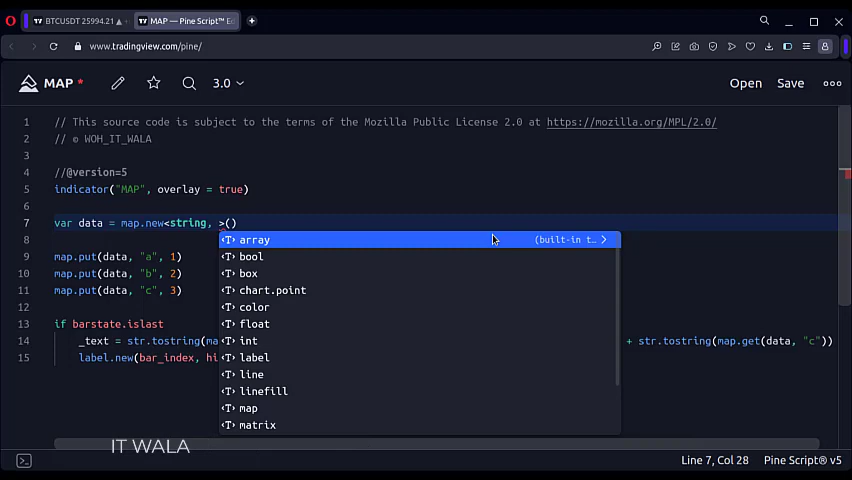 BTCUSDT 25994.21
MAP — Pine Script™ Ed
www.tradingview.com/pine/
MAP *
3.0
Open
Save
1 // This source code is subject to the terms of the Mozilla Public License 2.0 at https://mozilla.org/MPL/2.0/
2 // © WOH_IT_WALA
3
4 //@version=5
5 indicator("MAP", overlay = true)
6
7 var data = map.new<string, >()
8
9 map.put(data, "a", 1)
10 map.put(data, "b", 2)
11 map.put(data, "c", 3)
12
13 if barstate.islast
14 _text = str.tostring(ma + str.tostring(map.get(data, "c"))
15 label.new(bar_index, hi
<T> array (built-in t…
<T> bool
<T> box
<T> chart.point
<T> color
<T> float
<T> int
<T> label
<T> line
<T> linefill
<T> map
<T> matrix
IT WALA
Line 7, Col 28
Pine Script® v5